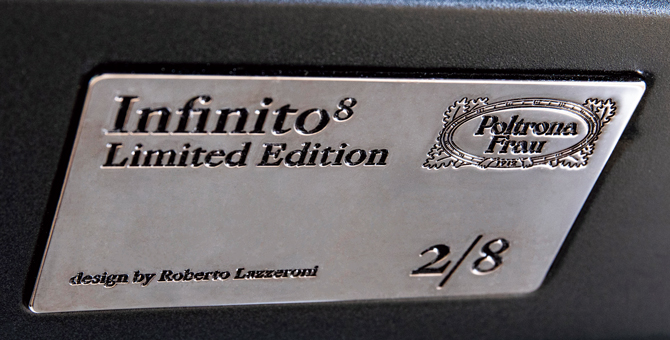 Infinito⁸
Limited Edition
Poltrona
Frau
design by Roberto Lazzeroni
2/8